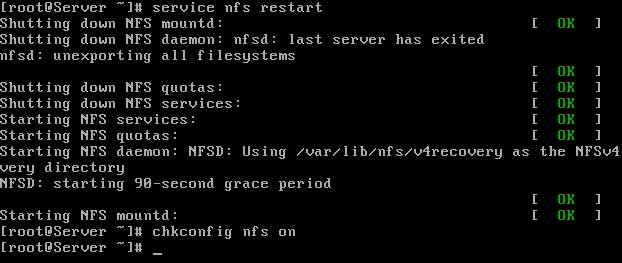 [root@Server ~]# service nfs restart
Shutting down NFS mountd: [ OK ]
Shutting down NFS daemon: nfsd: last server has exited
nfsd: unexporting all filesystems
[ OK ]
Shutting down NFS quotas: [ OK ]
Shutting down NFS services: [ OK ]
Starting NFS services: [ OK ]
Starting NFS quotas: [ OK ]
Starting NFS daemon: NFSD: Using /var/lib/nfs/v4recovery as the NFSv4
very directory
NFSD: starting 90-second grace period
[ OK ]
Starting NFS mountd: [ OK ]
[root@Server ~]# chkconfig nfs on
[root@Server ~]# _